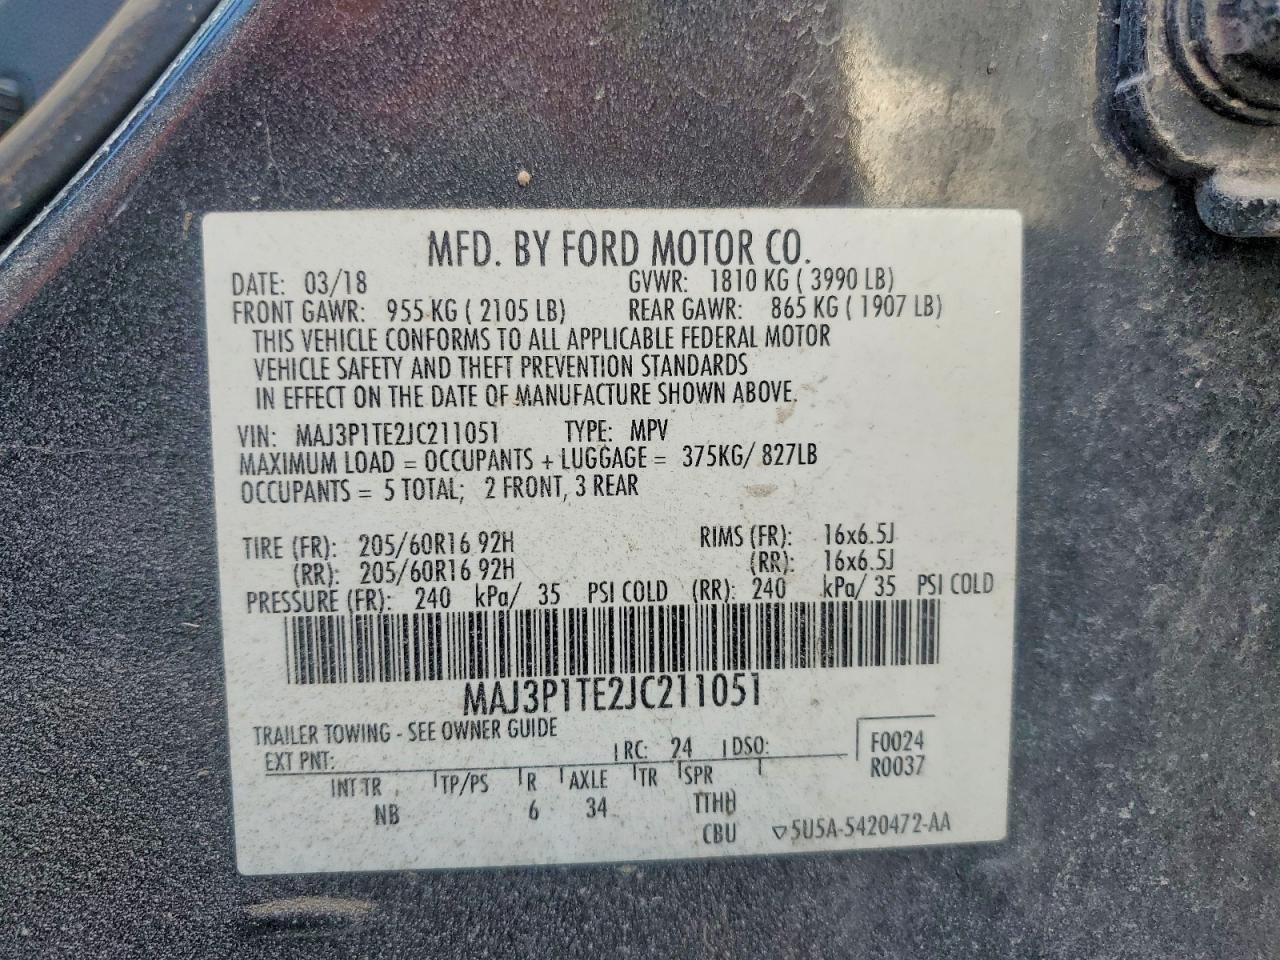 MFD. BY FORD MOTOR CO.
DATE: 03/18 GVWR: 1810 KG ( 3990 LB)
FRONT GAWR: 955 KG ( 2105 LB) REAR GAWR: 865 KG ( 1907 LB)
THIS VEHICLE CONFORMS TO ALL APPLICABLE FEDERAL MOTOR
VEHICLE SAFETY AND THEFT PREVENTION STANDARDS
IN EFFECT ON THE DATE OF MANUFACTURE SHOWN ABOVE.
VIN: MAJ3P1TE2JC211051 TYPE: MPV
MAXIMUM LOAD = OCCUPANTS + LUGGAGE = 375KG/ 827LB
OCCUPANTS = 5 TOTAL; 2 FRONT, 3 REAR
TIRE (FR): 205/60R16 92H RIMS (FR): 16x6.5J
(RR): 205/60R16 92H (RR): 16x6.5J
PRESSURE (FR): 240 kPa/ 35 PSI COLD (RR): 240 kPa/ 35 PSI COLD
MAJ3P1TE2JC211051
TRAILER TOWING - SEE OWNER GUIDE
EXT PNT: RC: 24 DSO: F0024
R0037
INT TR TP/PS R AXLE TR SPR
NB 6 34 TTHH
CBU 5U5A-5420472-AA